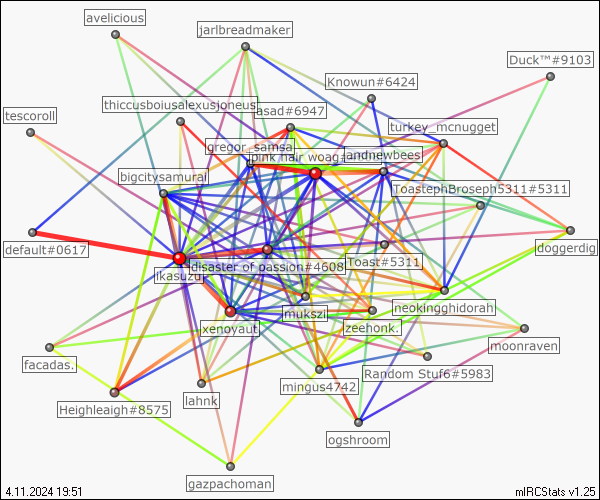 avelicious
jarlbreadmaker
Duck™#9103
Knowun#6424
thiccusboiusalexusjoneus
asad#6947
tescoroll
turkey_mcnugget
gregor_samsa
pink hair woag#
andnewbees
bigcitysamurai
ToastephBroseph5311#5311
default#0617
doggerdig
disaster of passion#4608
Toast#5311
ikasuzu
mukszi
neokingghidorah
xenoyaut
zeehonk.
moonraven
facadas.
Random Stuf6#5983
mingus4742
lahnk
Heighleaigh#8575
ogshroom
gazpachoman
4.11.2024 19:51
mIRCStats v1.25